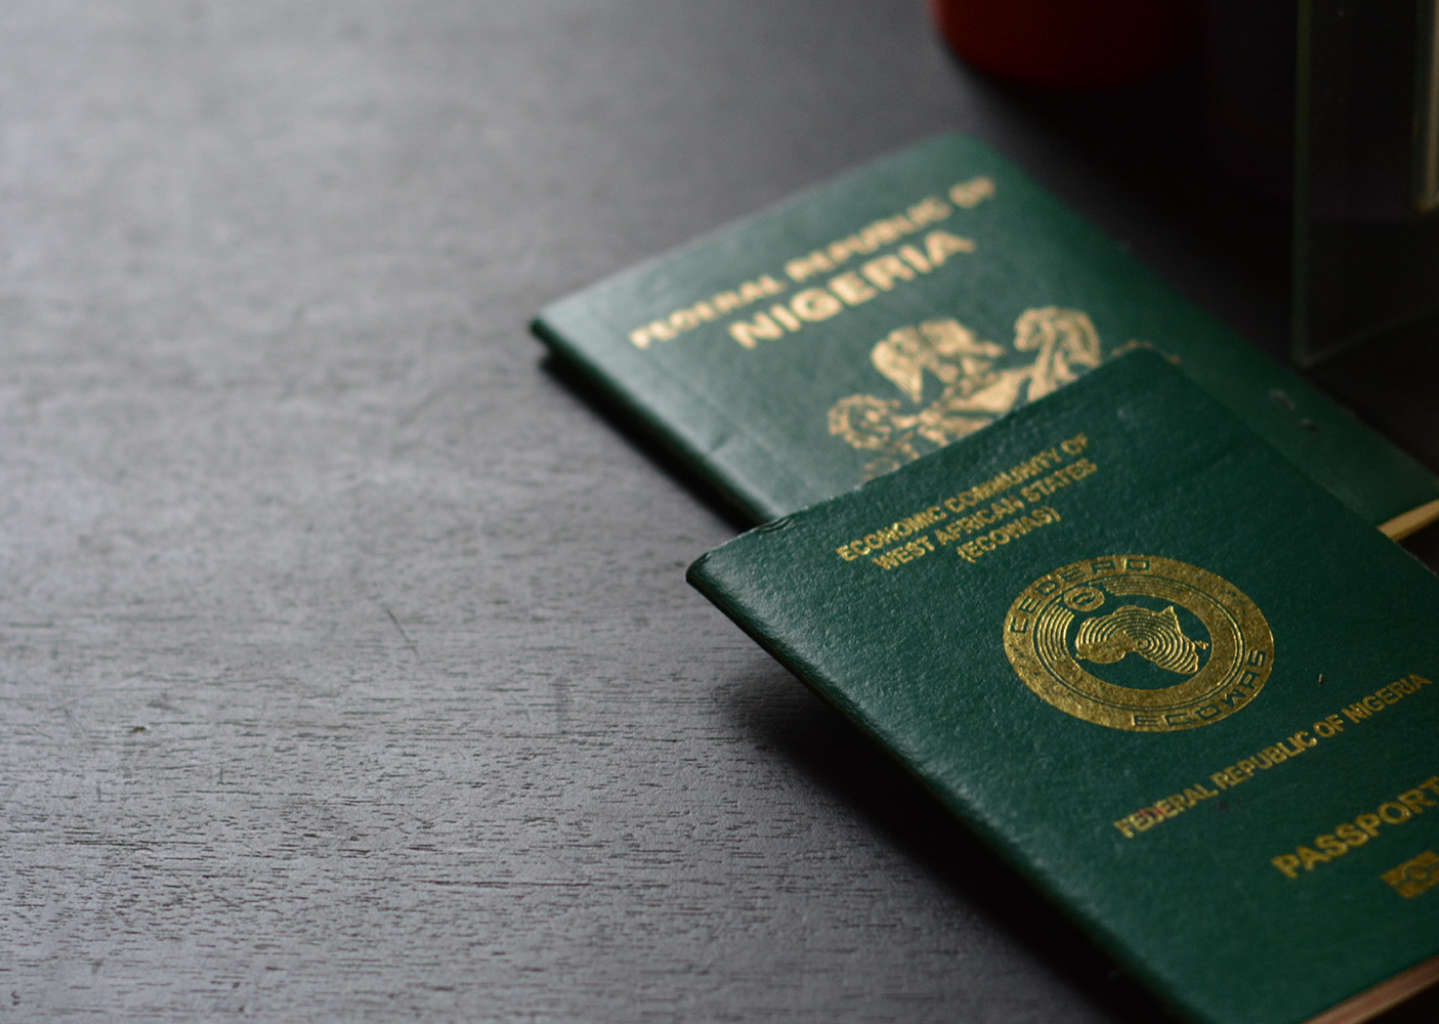 FEDERAL REPUBLIC OF
NIGERIA
ECONOMIC COMMUNITY OF
WEST AFRICAN STATES
(ECOWAS)
CEDEAO
ECOWAS
FEDERAL REPUBLIC OF NIGERIA
PASSPORT